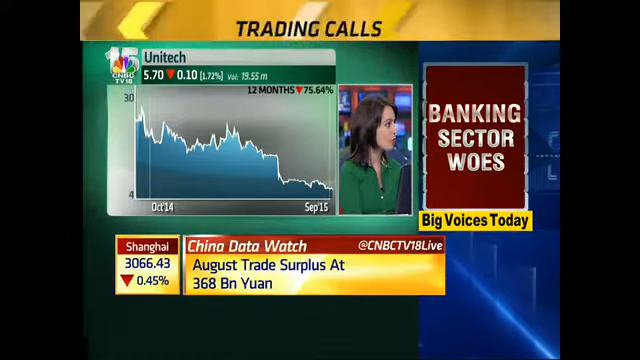 TRADING CALLS
15
CNBC
TV18
Unitech
5.70 ▼ 0.10 (1.72%) Vol: 19.55 m
12 MONTHS ▼ 75.64%
30
4
Oct'14 Sep'15
BANKING
SECTOR
WOES
Big Voices Today
Shanghai
3066.43
▼ 0.45%
China Data Watch @CNBCTV18Live
August Trade Surplus At
368 Bn Yuan